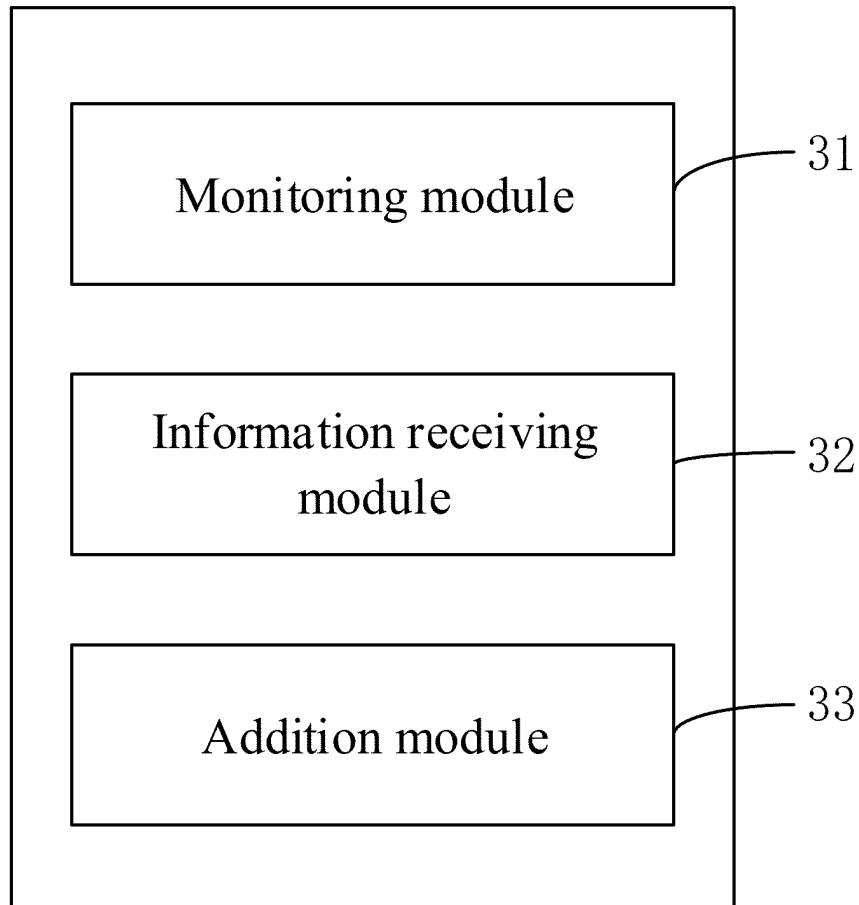 Monitoring module
31
Information receiving
module
32
Addition module
33